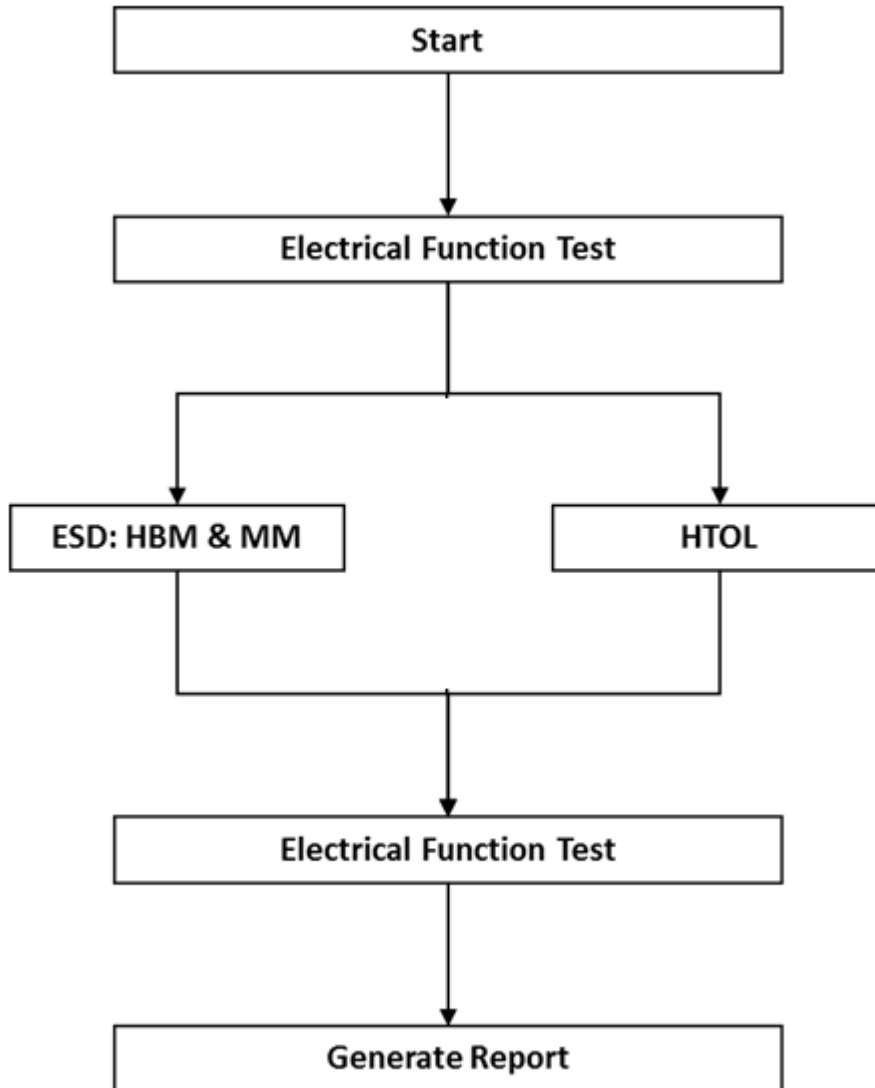 Start
Electrical Function Test
ESD: HBM & MM
HTOL
Electrical Function Test
Generate Report